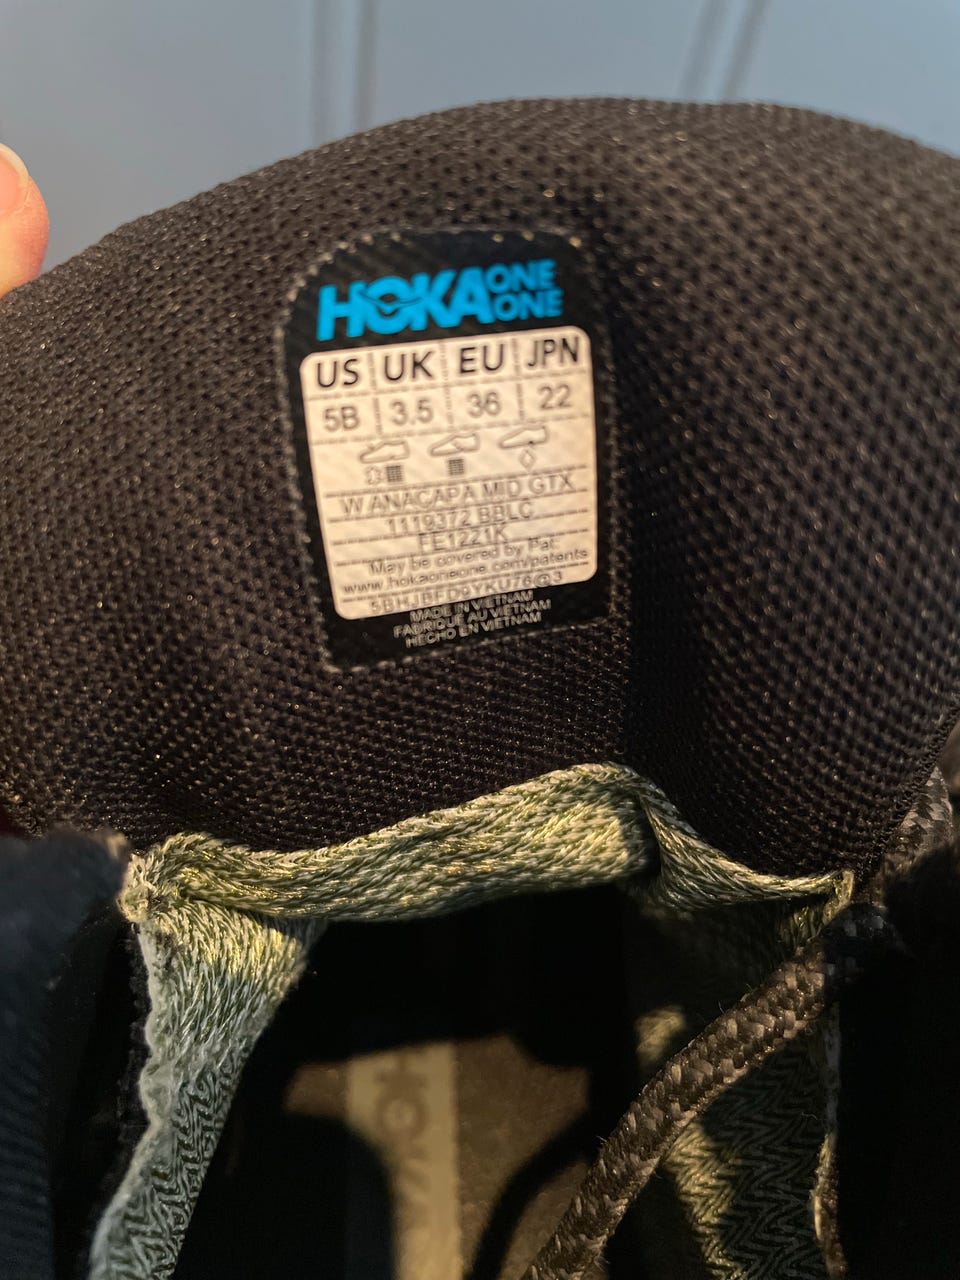 HOKA ONE ONE
US UK EU JPN
5B 3.5 36 22
W ANACAPA MID GTX
1119372 BBLC
FE1221K
May be covered by Pat:
www.hokaoneone.com/patents
MADE IN VIETNAM
FABRIQUE AU VIETNAM
HECHO EN VIETNAM
HOKA